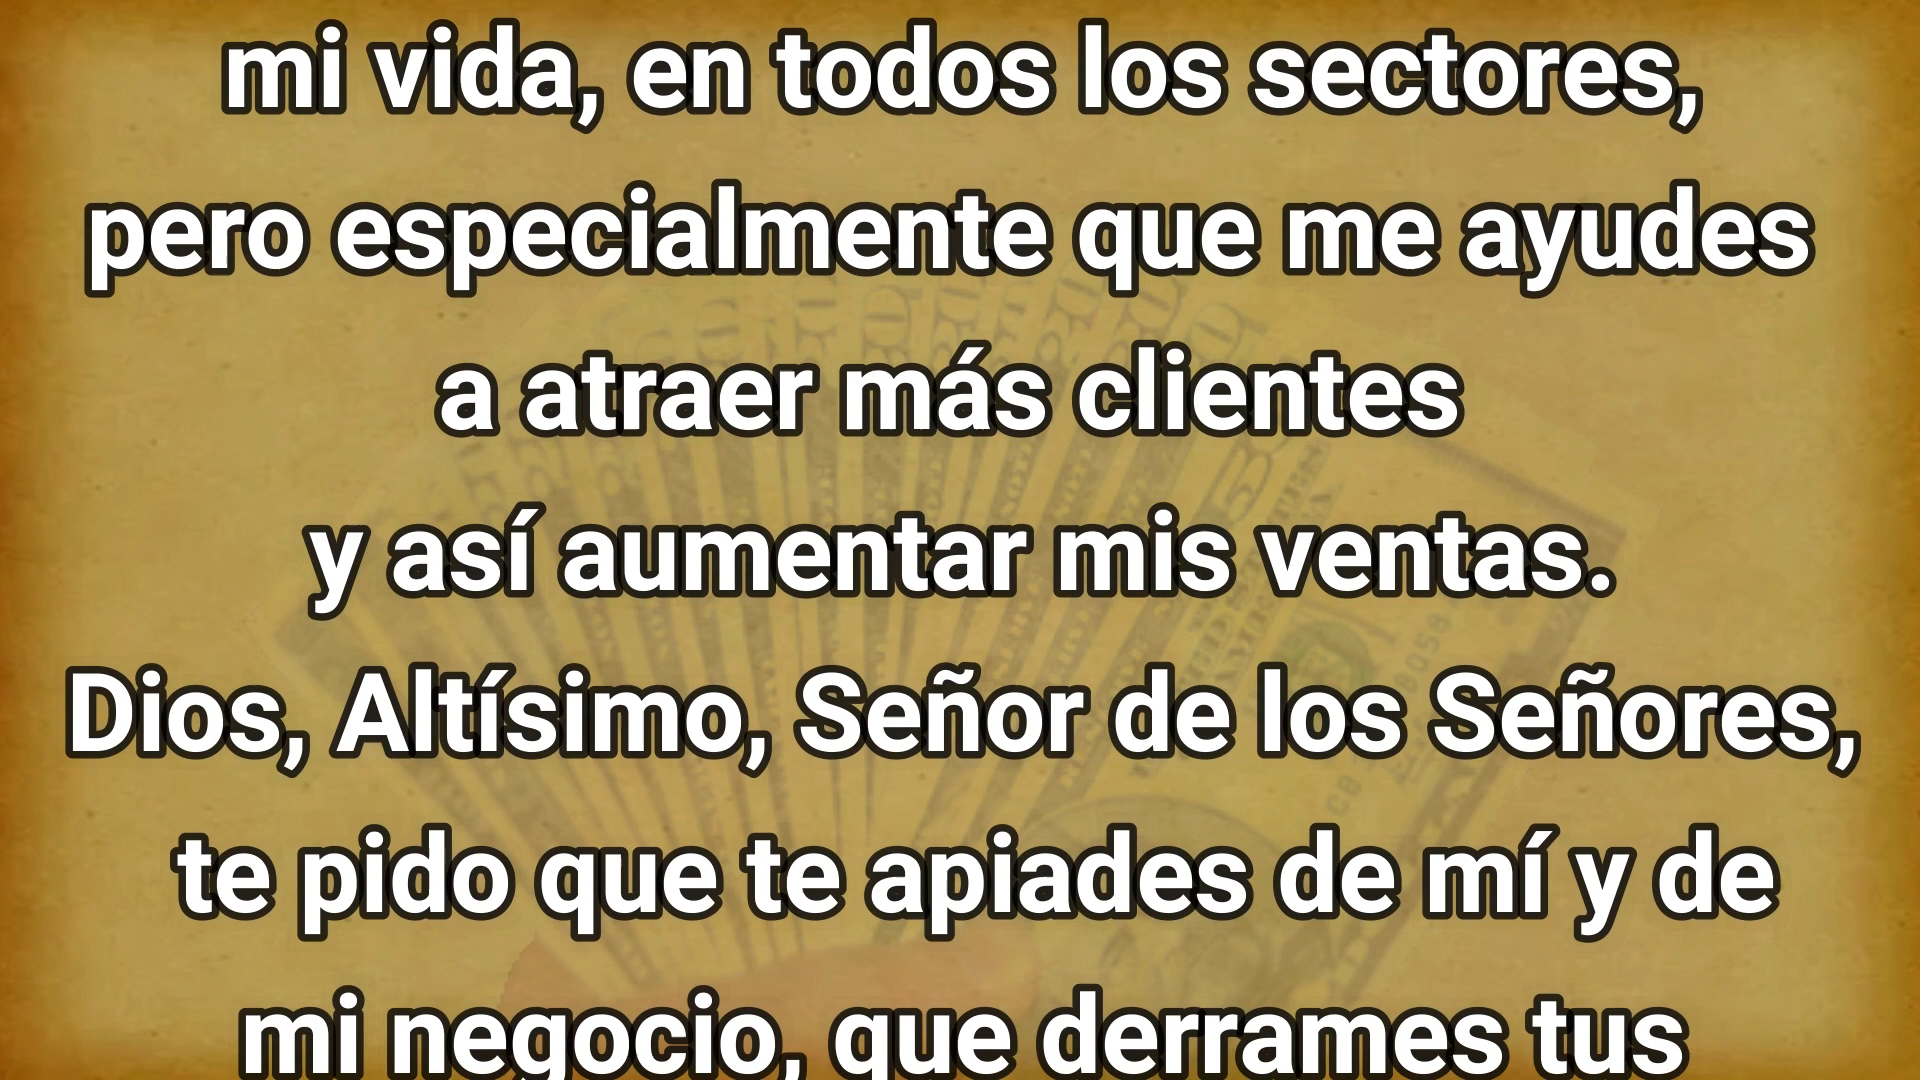 mi vida, en todos los sectores,
pero especialmente que me ayudes
a atraer más clientes
y así aumentar mis ventas.
Dios, Altísimo, Señor de los Señores,
te pido que te apiades de mí y de
mi negocio, que derrames tus